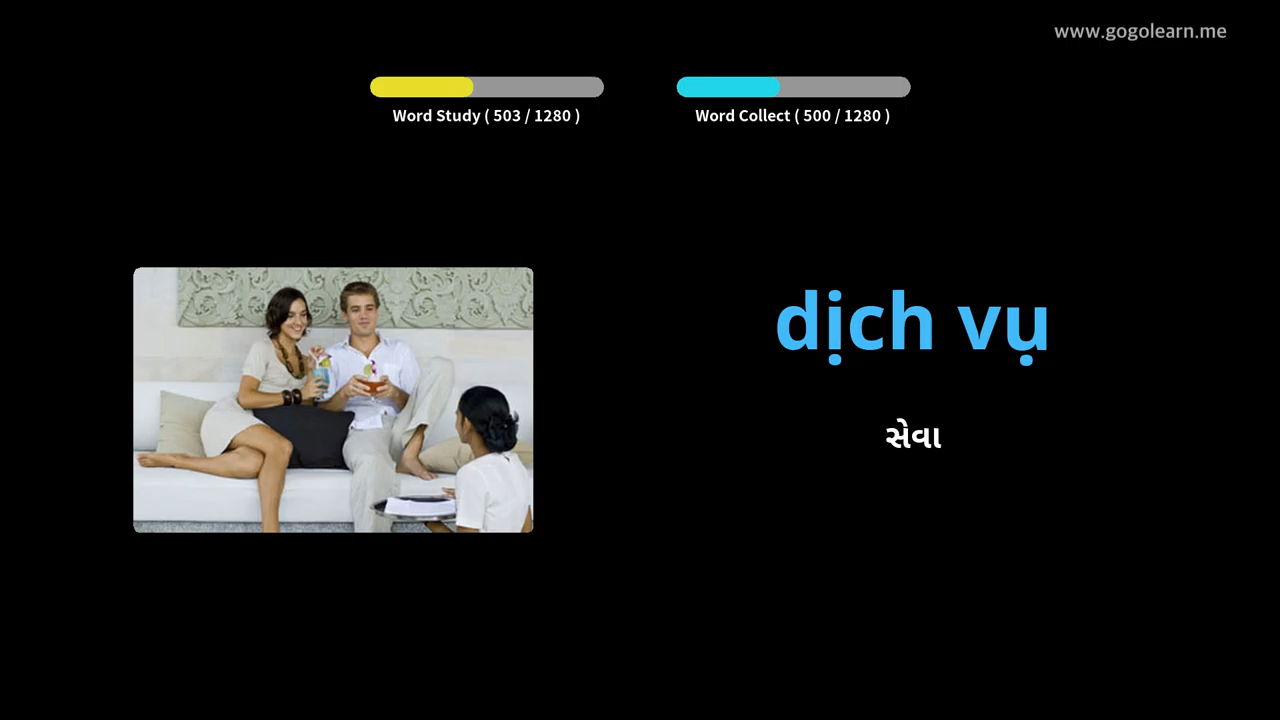 www.gogolearn.me
Word Study ( 503 / 1280 )
Word Collect ( 500 / 1280 )
dịch vụ
સેવા